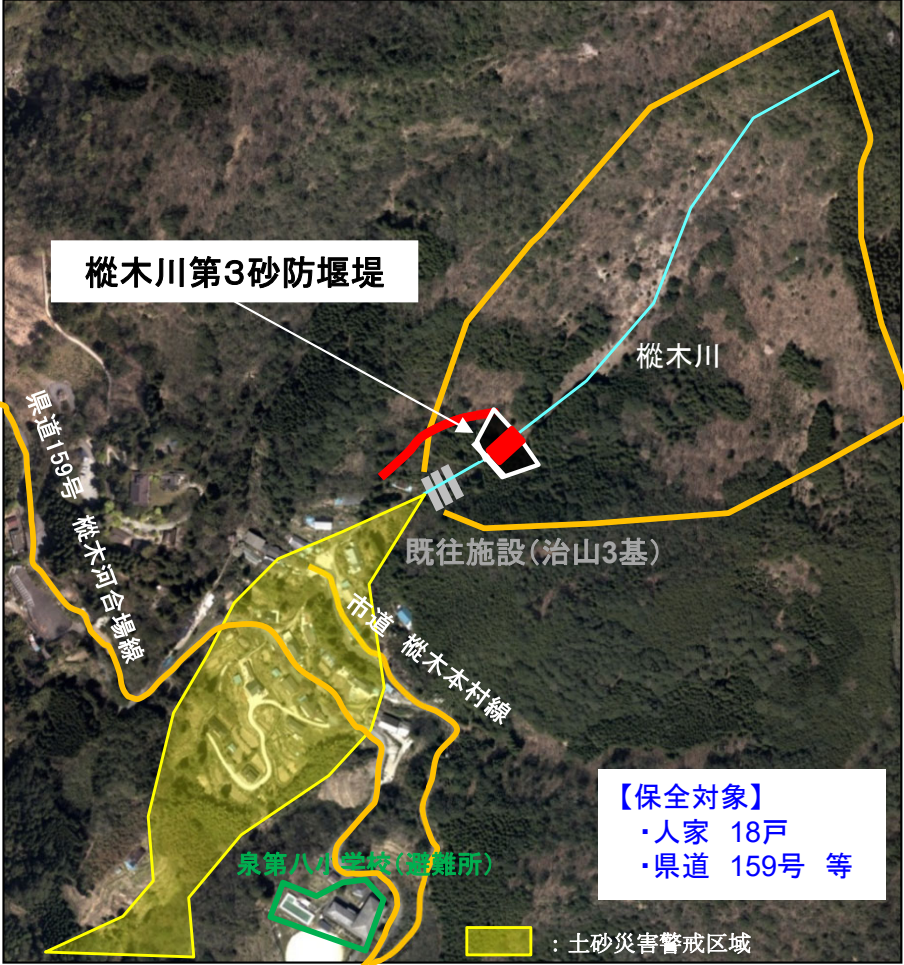 樅木川第3砂防堰堤
樅木川
県道159号 樅木河合場線
既往施設(治山3基)
市道 樅木本村線
【保全対象】
・人家 18戸
・県道 159号 等
泉第八小学校(避難所)
:土砂災害警戒区域